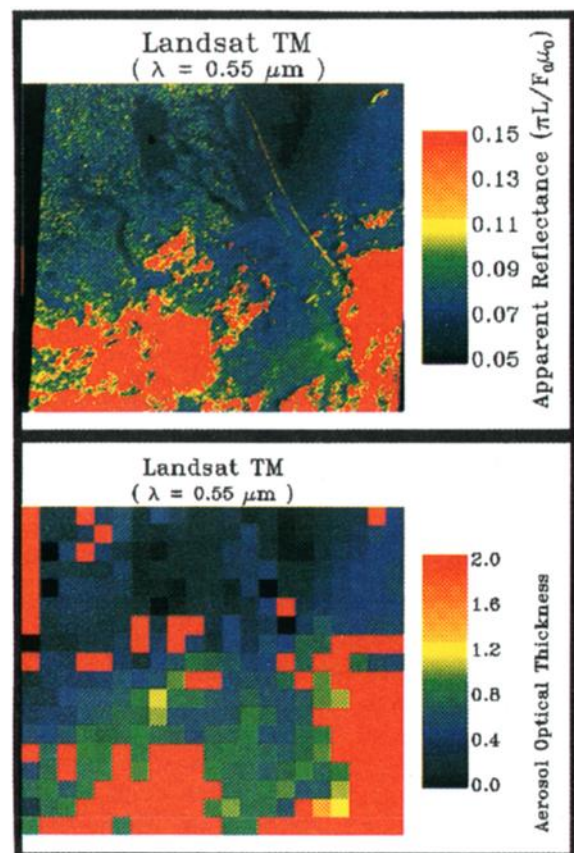 Landsat TM
( λ = 0.55 μm )
0.15
0.13
0.11
0.09
0.07
0.05
Apparent Reflectance (πL/F₀μ₀)
Landsat TM
( λ = 0.55 μm )
2.0
1.6
1.2
0.8
0.4
0.0
Aerosol Optical Thickness